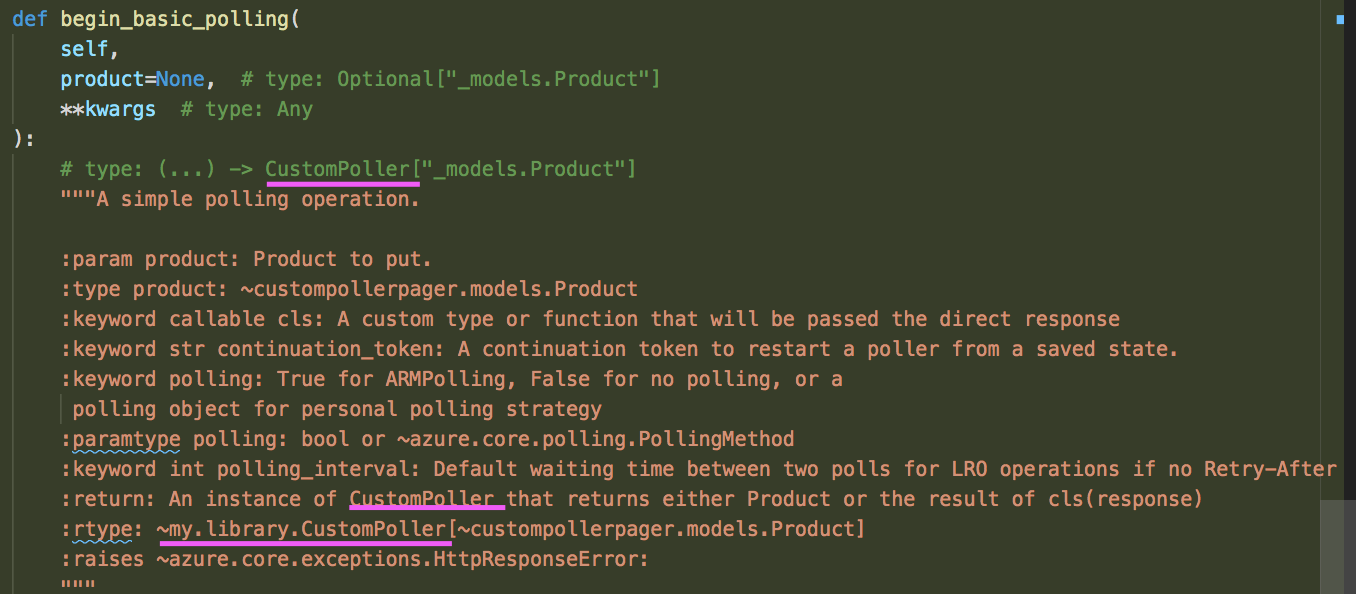 def begin_basic_polling(
    self,
    product=None,  # type: Optional["_models.Product"]
    **kwargs  # type: Any
):
    # type: (...) -> CustomPoller["_models.Product"]
    """A simple polling operation.

    :param product: Product to put.
    :type product: ~custompollerpager.models.Product
    :keyword callable cls: A custom type or function that will be passed the direct response
    :keyword str continuation_token: A continuation token to restart a poller from a saved state.
    :keyword polling: True for ARMPolling, False for no polling, or a
     polling object for personal polling strategy
    :paramtype polling: bool or ~azure.core.polling.PollingMethod
    :keyword int polling_interval: Default waiting time between two polls for LRO operations if no Retry-After
    :return: An instance of CustomPoller that returns either Product or the result of cls(response)
    :rtype: ~my.library.CustomPoller[~custompollerpager.models.Product]
    :raises ~azure.core.exceptions.HttpResponseError:
    """